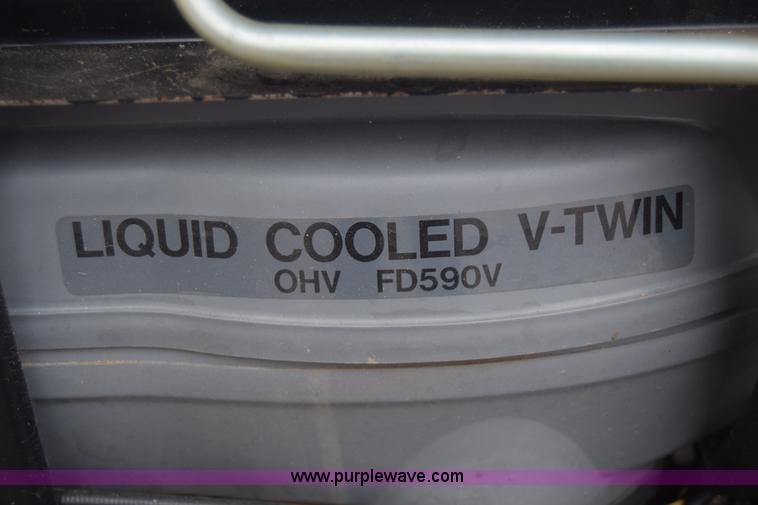 LIQUID COOLED V-TWIN
OHV FD590V
www.purplewave.com